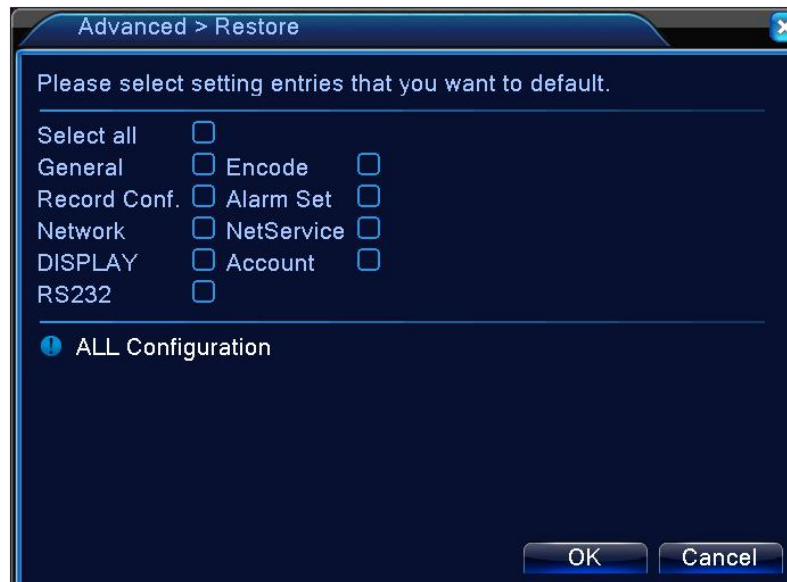 Advanced > Restore
Please select setting entries that you want to default.
Select all
General Encode
Record Conf. Alarm Set
Network NetService
DISPLAY Account
RS232
ALL Configuration
OK Cancel